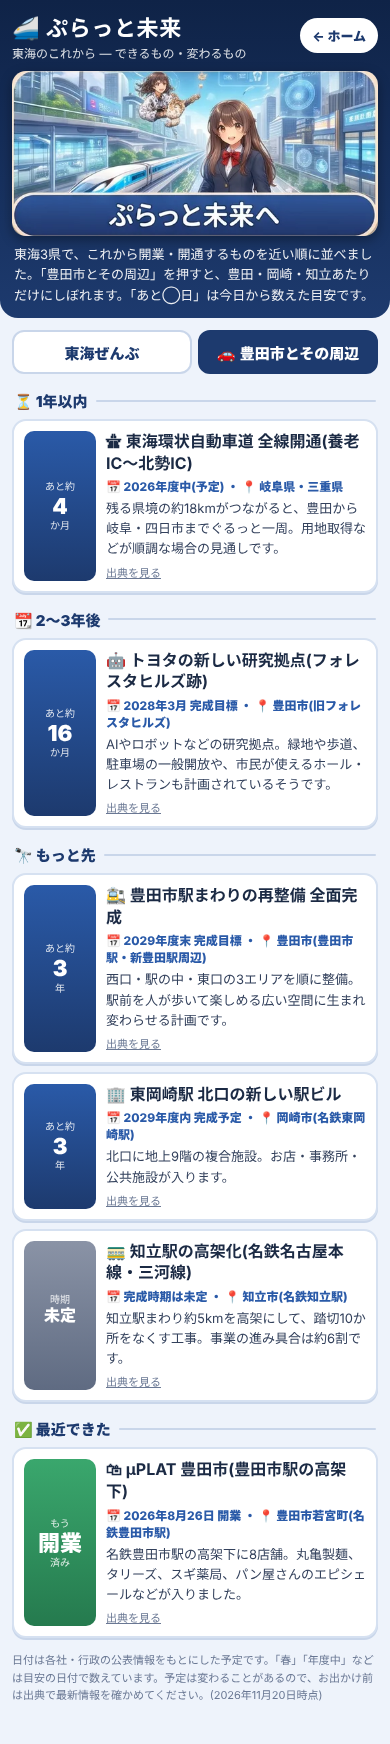 ぷらっと未来
東海のこれから — できるもの・変わるもの
← ホーム
ぷらっと未来へ
東海3県で、これから開業・開通するものを近い順に並べまし
た。「豊田市とその周辺」を押すと、豊田・岡崎・知立あたり
だけにしぼれます。「あと◯日」は今日から数えた目安です。
東海ぜんぶ
🚗 豊田市とその周辺
⏳ 1年以内
あと約
4
か月
🛣 東海環状自動車道 全線開通(養老
IC〜北勢IC)
📅 2026年度中(予定) ・ 📍 岐阜県・三重県
残る県境の約18kmがつながると、豊田から
岐阜・四日市までぐるっと一周。用地取得な
どが順調な場合の見通しです。
出典を見る
📆 2〜3年後
あと約
16
か月
🤖 トヨタの新しい研究拠点(フォレ
スタヒルズ跡)
📅 2028年3月 完成目標 ・ 📍 豊田市(旧フォレ
スタヒルズ)
AIやロボットなどの研究拠点。緑地や歩道、
駐車場の一般開放や、市民が使えるホール・
レストランも計画されているそうです。
出典を見る
🔭 もっと先
あと約
3
年
🚉 豊田市駅まわりの再整備 全面完
成
📅 2029年度末 完成目標 ・ 📍 豊田市(豊田市
駅・新豊田駅周辺)
西口・駅の中・東口の3エリアを順に整備。
駅前を人が歩いて楽しめる広い空間に生まれ
変わらせる計画です。
出典を見る
あと約
3
年
🏢 東岡崎駅 北口の新しい駅ビル
📅 2029年度内 完成予定 ・ 📍 岡崎市(名鉄東岡
崎駅)
北口に地上9階の複合施設。お店・事務所・
公共施設が入ります。
出典を見る
時期
未定
🚃 知立駅の高架化(名鉄名古屋本
線・三河線)
📅 完成時期は未定 ・ 📍 知立市(名鉄知立駅)
知立駅まわり約5kmを高架にして、踏切10か
所をなくす工事。事業の進み具合は約6割で
す。
出典を見る
✅ 最近できた
もう
開業
済み
🛍 μPLAT 豊田市(豊田市駅の高架
下)
📅 2026年8月26日 開業 ・ 📍 豊田市若宮町(名
鉄豊田市駅)
名鉄豊田市駅の高架下に8店舗。丸亀製麺、
タリーズ、スギ薬局、パン屋さんのエピシェ
ールなどが入りました。
出典を見る
日付は各社・行政の公表情報をもとにした予定です。「春」「年度中」など
は目安の日付で数えています。予定は変わることがあるので、お出かけ前
は出典で最新情報を確かめてください。(2026年11月20日時点)